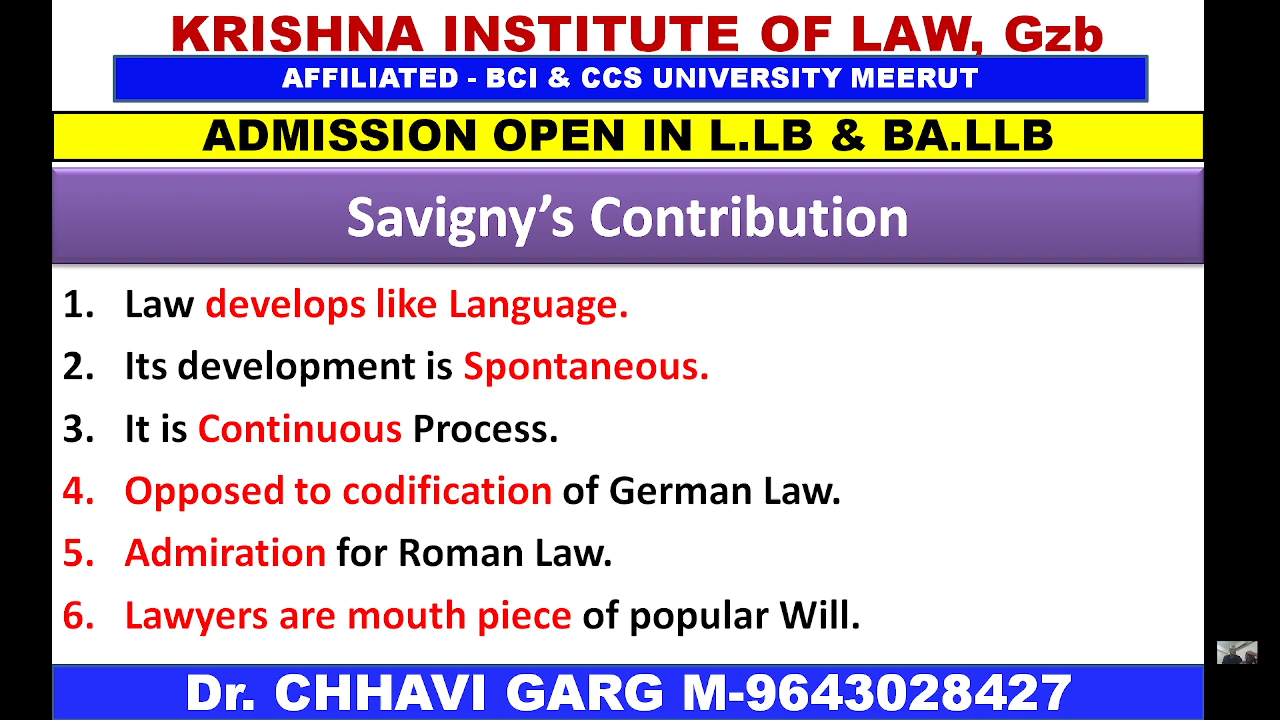 KRISHNA INSTITUTE OF LAW, Gzb
AFFILIATED - BCI & CCS UNIVERSITY MEERUT
ADMISSION OPEN IN L.LB & BA.LLB
Savigny’s Contribution
1. Law develops like Language.
2. Its development is Spontaneous.
3. It is Continuous Process.
4. Opposed to codification of German Law.
5. Admiration for Roman Law.
6. Lawyers are mouth piece of popular Will.
Dr. CHHAVI GARG M-9643028427